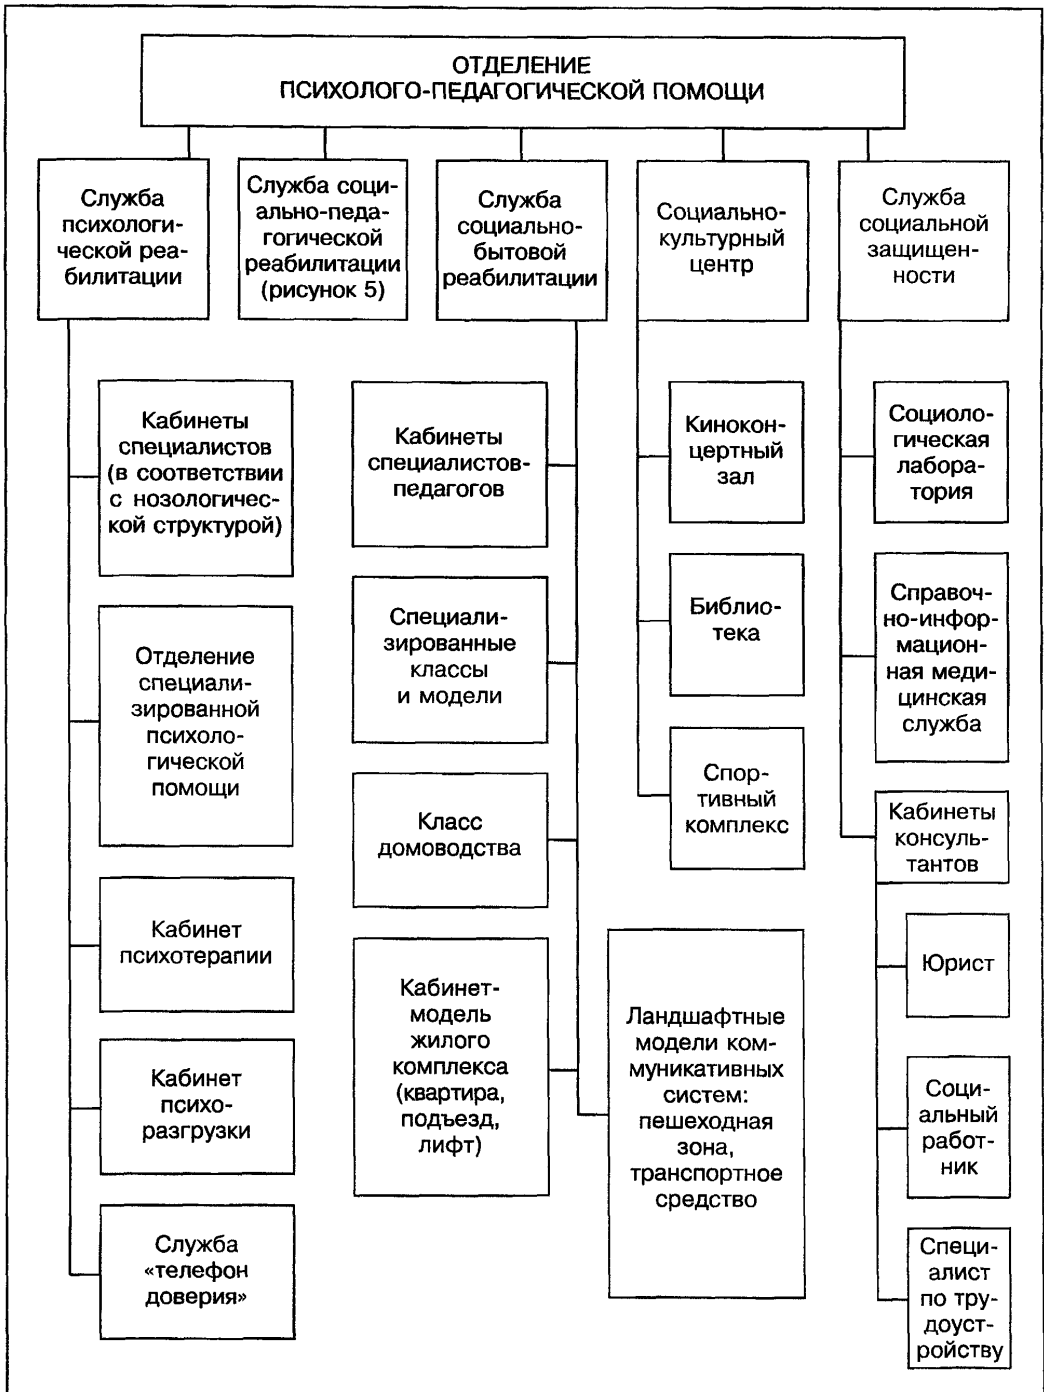 ОТДЕЛЕНИЕ
ПСИХОЛОГО-ПЕДАГОГИЧЕСКОЙ ПОМОЩИ
Служба
психологи-
ческой реа-
билитации
Служба соци-
ально-педа-
гогической
реабилитации
(рисунок 5)
Служба
социально-
бытовой
реабилитации
Социально-
культурный
центр
Служба
социальной
защищен-
ности
Кабинеты
специалистов
(в соответствии
с нозологичес-
кой структурой)
Отделение
специали-
зированной
психоло-
гической
помощи
Кабинет
психотерапии
Кабинет
психо-
разгрузки
Служба
«телефон
доверия»
Кабинеты
специалистов-
педагогов
Специали-
зированные
классы
и модели
Класс
домоводства
Кабинет-
модель
жилого
комплекса
(квартира,
подъезд,
лифт)
Ландшафтные
модели ком-
муникативных
систем:
пешеходная
зона,
транспортное
средство
Кинокон-
цертный
зал
Библио-
тека
Спор-
тивный
комплекс
Социоло-
гическая
лабора-
тория
Справоч-
но-инфор-
мацион-
ная меди-
цинская
служба
Кабинеты
консуль-
тантов
Юрист
Соци-
альный
работ-
ник
Специ-
алист
по тру-
доуст-
ройству